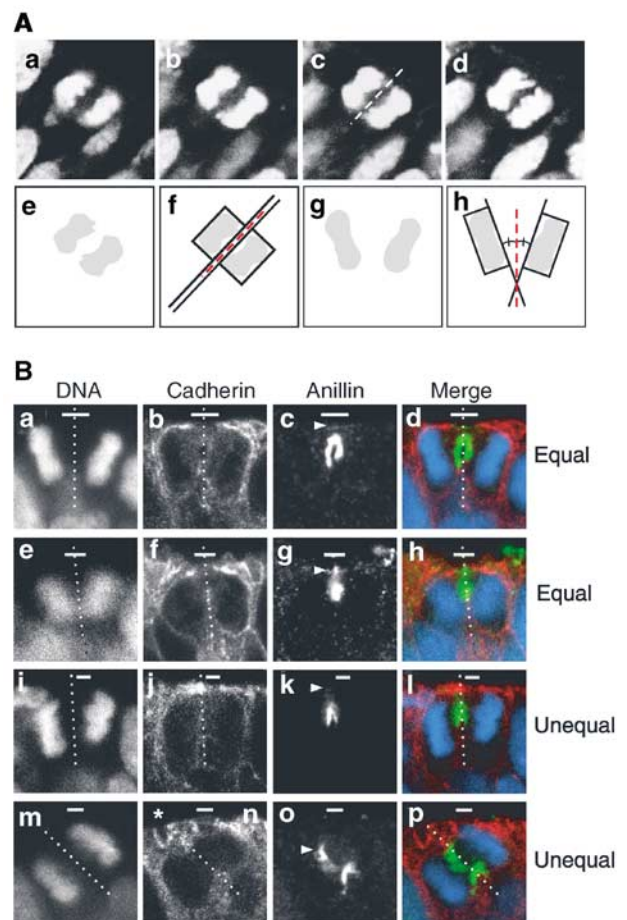 A
a b c d
e f g h
B
DNA Cadherin Anillin Merge
a b c d Equal
e f g h Equal
i j k l Unequal
m * n o p Unequal